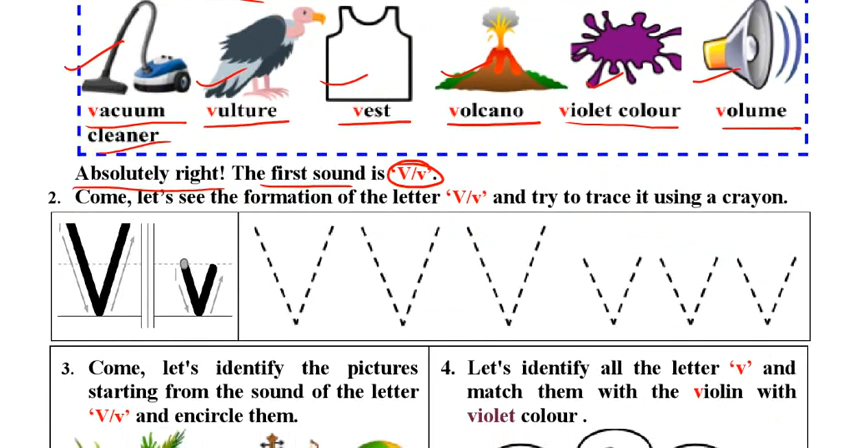 vacuum vulture vest volcano violet colour volume
cleaner
Absolutely right! The first sound is ‘V/v’.
2. Come, let’s see the formation of the letter ‘V/v’ and try to trace it using a crayon.
V v V V V v v v
3. Come, let's identify the pictures
starting from the sound of the letter
‘V/v’ and encircle them.
4. Let's identify all the letter ‘v’ and
match them with the violin with
violet colour .